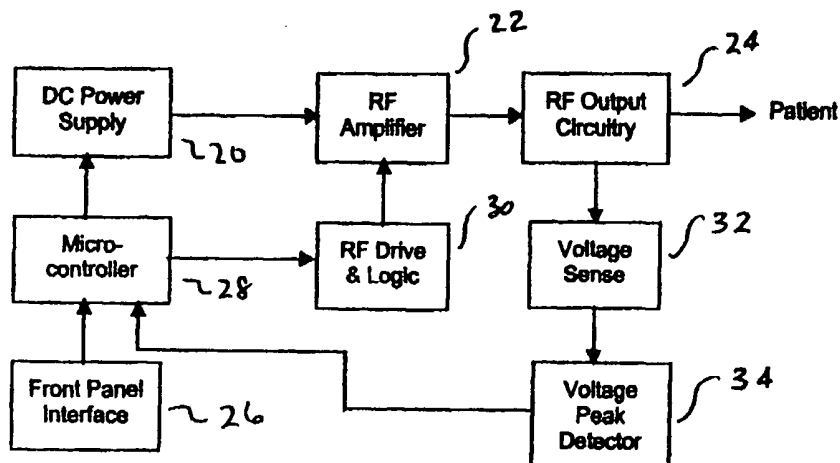 22
24
DC Power
Supply
20
RF
Amplifier
RF Output
Circuitry
Patient
Micro-
controller
28
RF Drive
& Logic
30
Voltage
Sense
32
Front Panel
Interface
26
Voltage
Peak
Detector
34